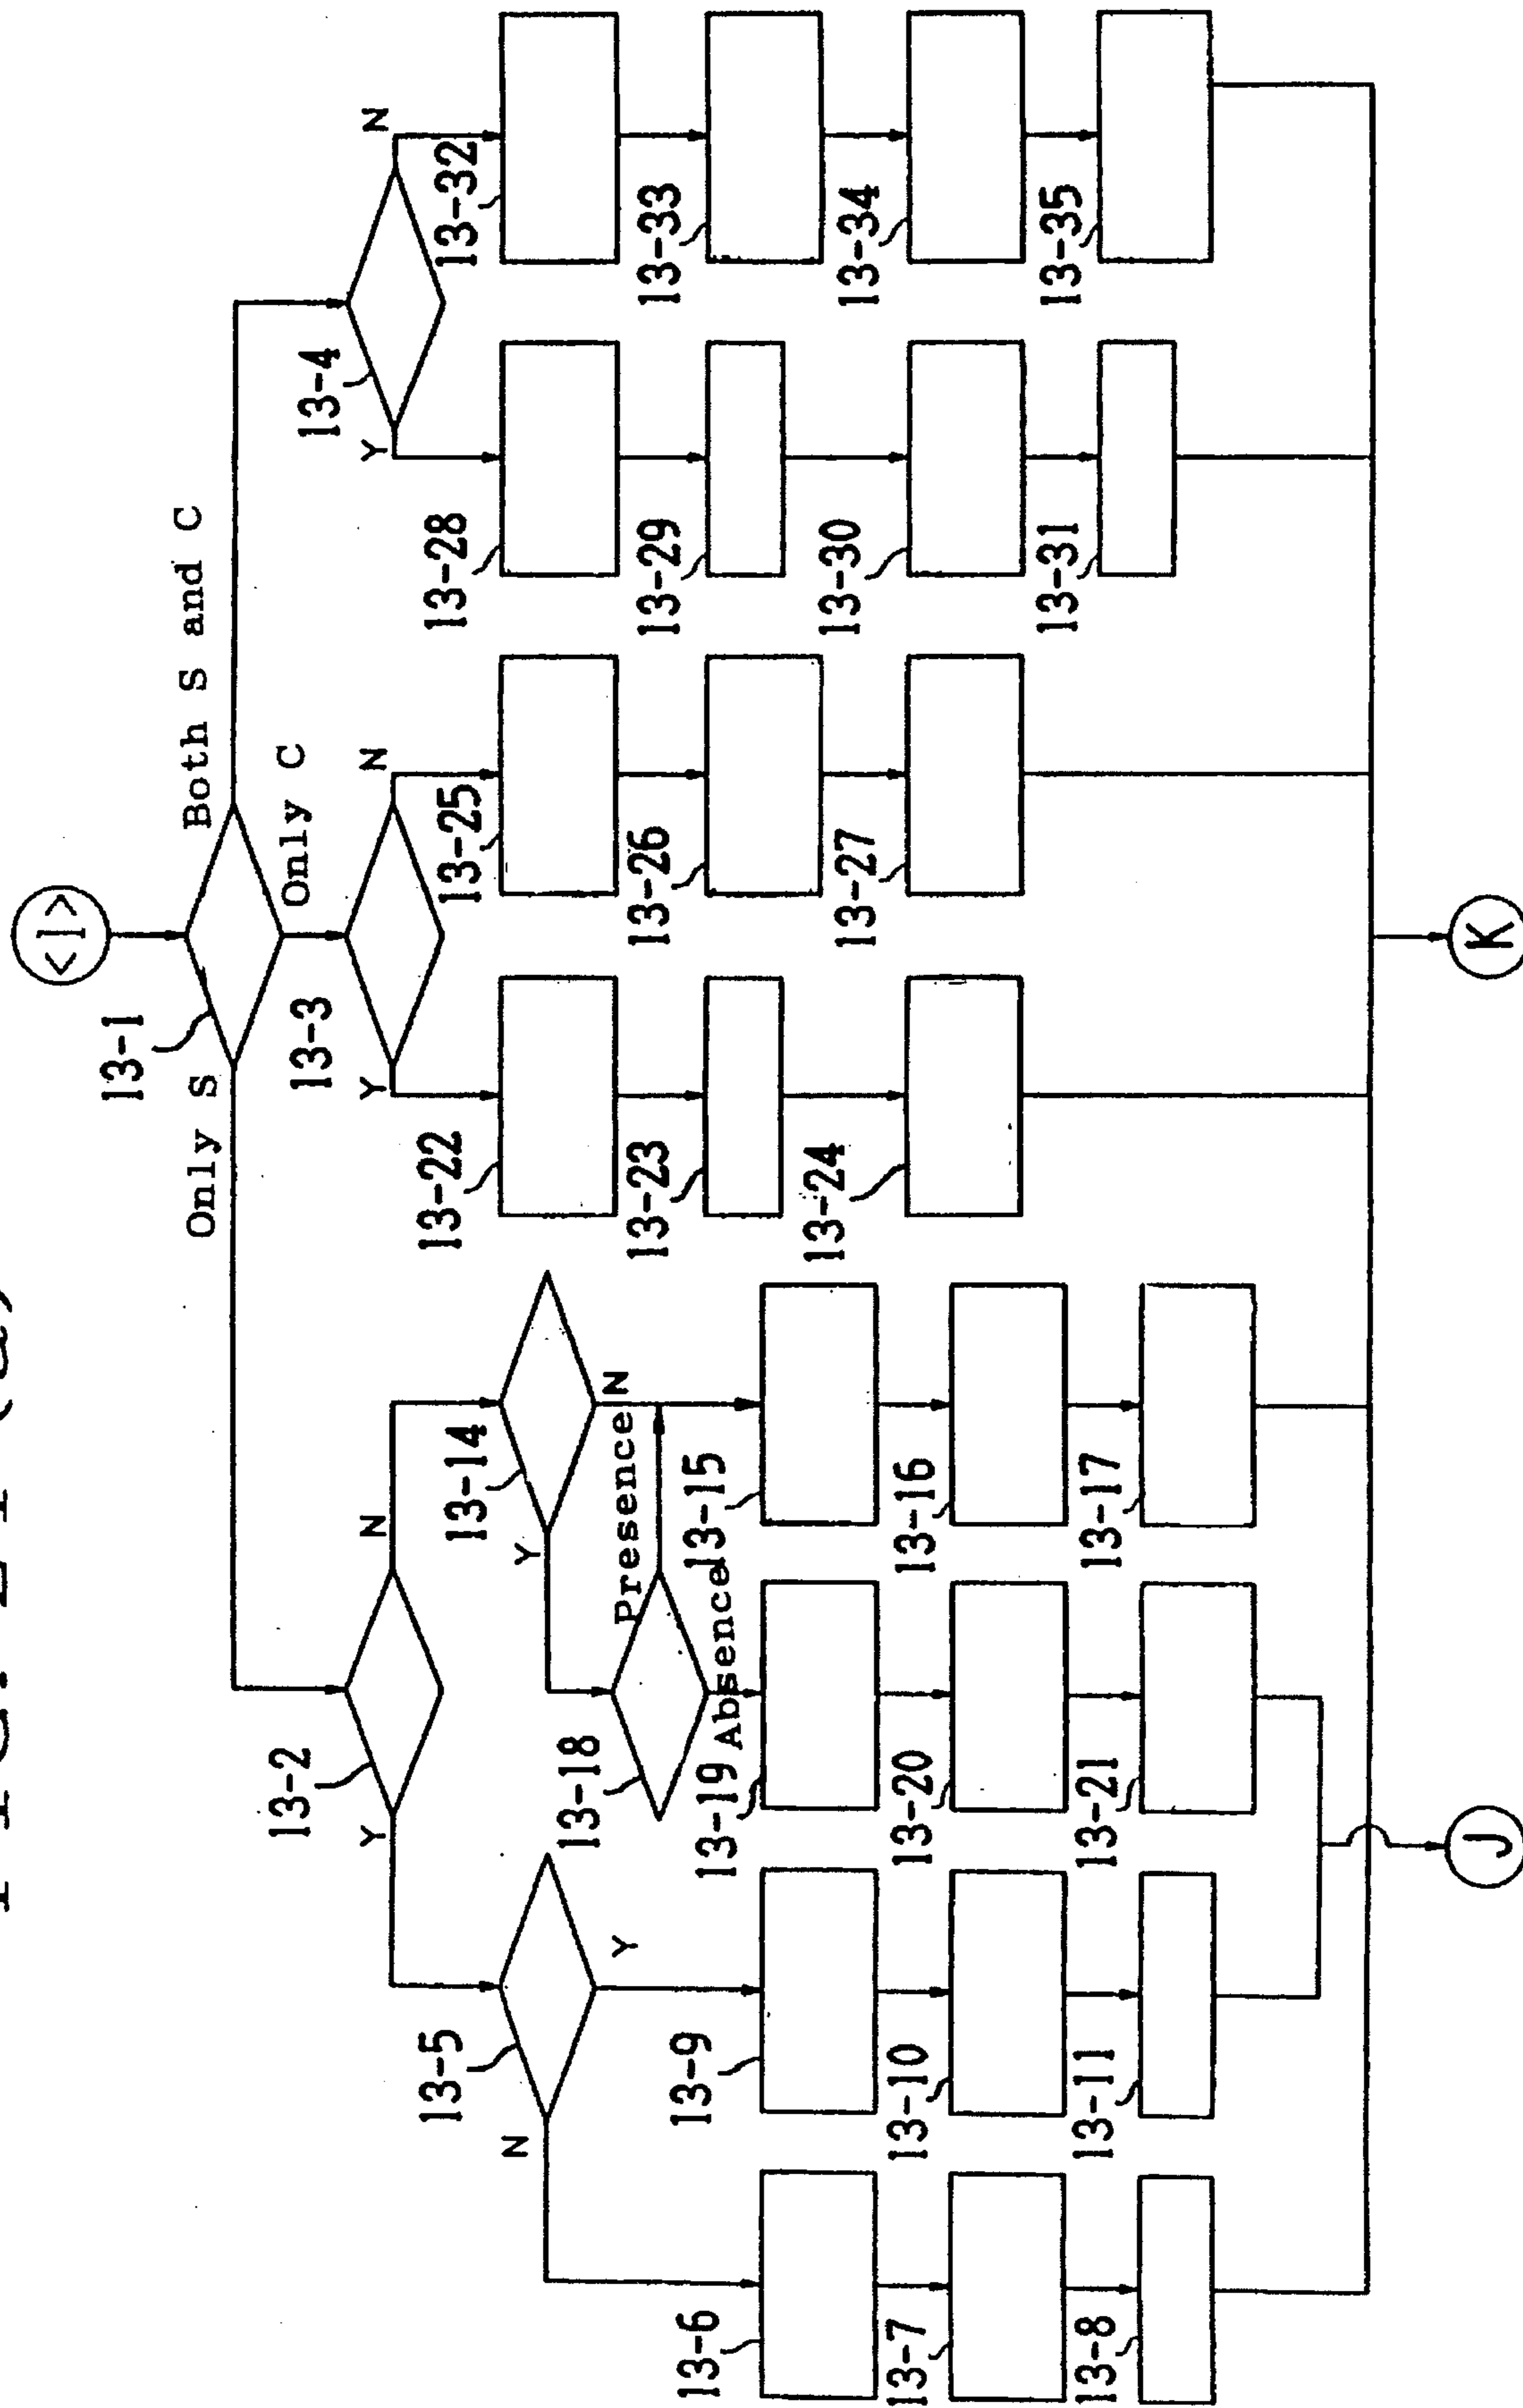 <I>
13-1
Only S
Both S and C
Only C
13-2
Y
N
13-3
Y
N
13-4
Y
N
13-5
N
Y
13-14
Y
N
13-18
Presence
Absence
13-6
13-7
13-8
13-9
13-10
13-11
13-19
13-20
13-21
13-15
13-16
13-17
13-22
13-23
13-24
13-25
13-26
13-27
13-28
13-29
13-30
13-31
13-32
13-33
13-34
13-35
J
K